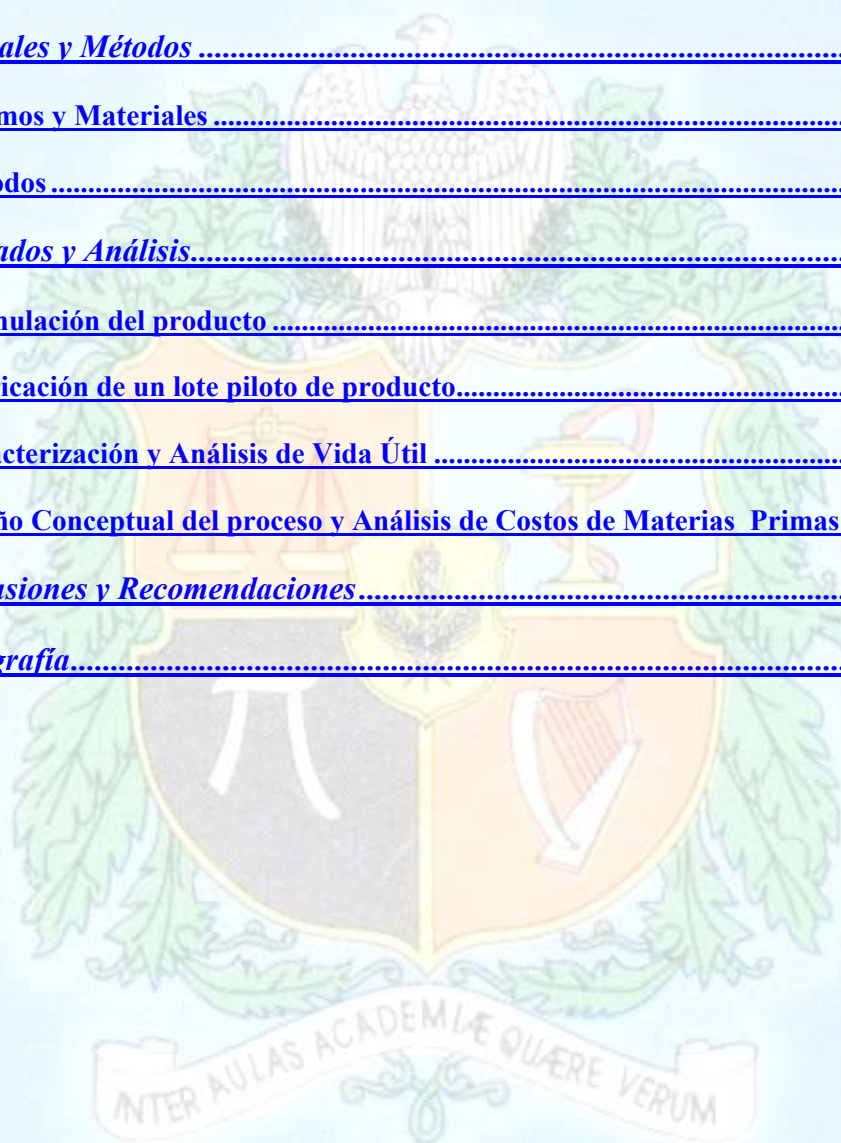 ales y Métodos
mos y Materiales
odos
ados y Análisis
mulación del producto
icación de un lote piloto de producto
acterización y Análisis de Vida Útil
ño Conceptual del proceso y Análisis de Costos de Materias Primas
usiones y Recomendaciones
grafía
INTER AULAS ACADEMIÆ QUÆRE VERUM